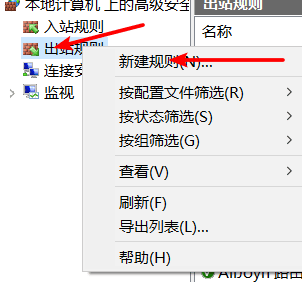 本地计算机 上的高级安全
出站规则
入站规则
名称
出站规则
新建规则(N)...
连接安
监视
按配置文件筛选(R)
按状态筛选(S)
按组筛选(G)
查看(V)
刷新(F)
导出列表(L)...
帮助(H)
AllJoyn 路由